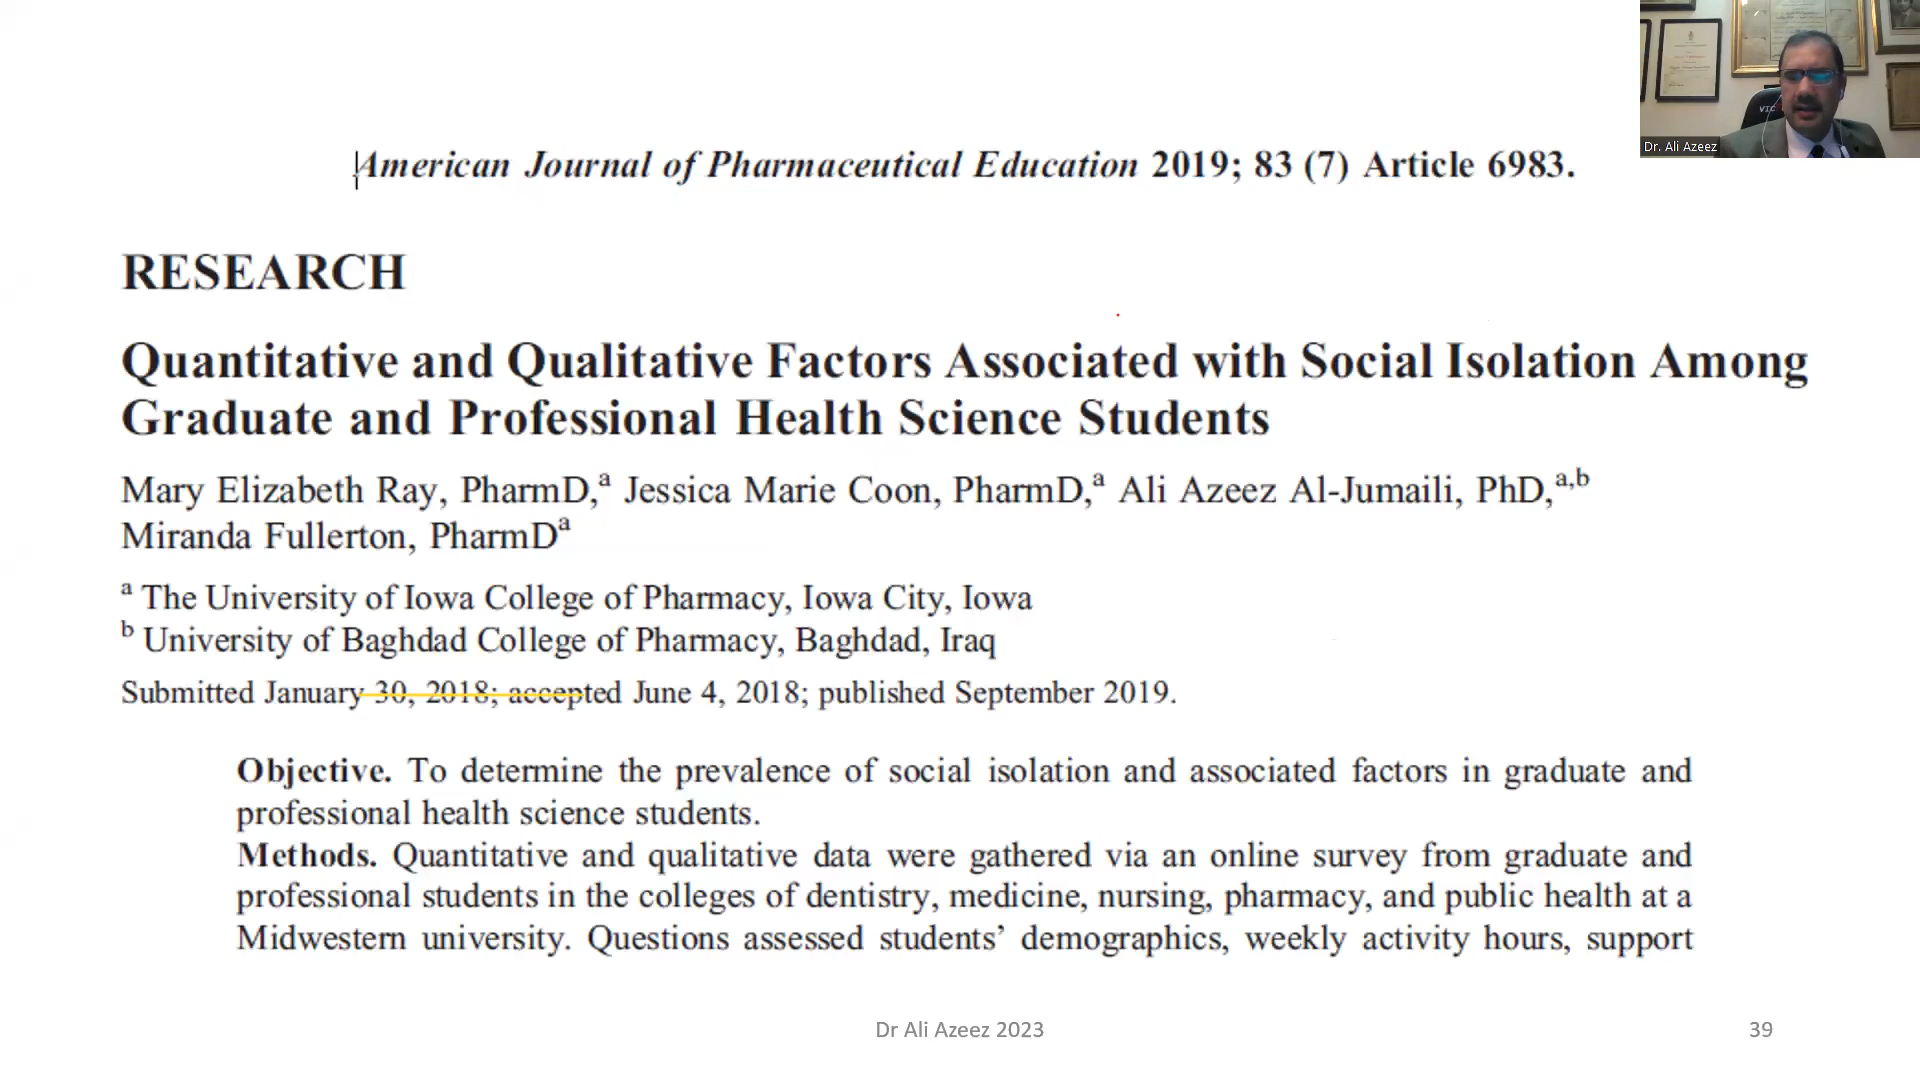 American Journal of Pharmaceutical Education 2019; 83 (7) Article 6983.
VIC
Dr. Ali Azeez
RESEARCH
Quantitative and Qualitative Factors Associated with Social Isolation Among
Graduate and Professional Health Science Students
Mary Elizabeth Ray, PharmD,a Jessica Marie Coon, PharmD,a Ali Azeez Al-Jumaili, PhD,a,b
Miranda Fullerton, PharmDa
a The University of Iowa College of Pharmacy, Iowa City, Iowa
b University of Baghdad College of Pharmacy, Baghdad, Iraq
Submitted January 30, 2018; accepted June 4, 2018; published September 2019.
Objective. To determine the prevalence of social isolation and associated factors in graduate and
professional health science students.
Methods. Quantitative and qualitative data were gathered via an online survey from graduate and
professional students in the colleges of dentistry, medicine, nursing, pharmacy, and public health at a
Midwestern university. Questions assessed students' demographics, weekly activity hours, support
Dr Ali Azeez 2023
39